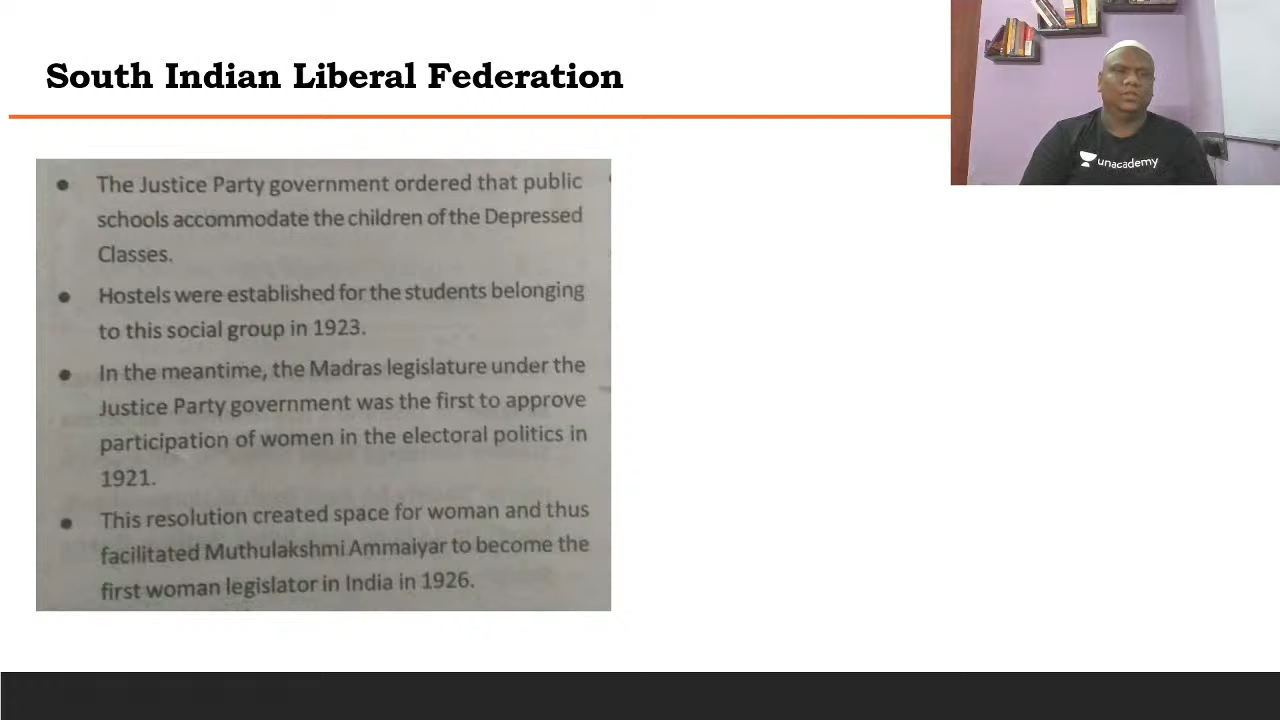 South Indian Liberal Federation
unacademy
• The Justice Party government ordered that public
schools accommodate the children of the Depressed
Classes.
• Hostels were established for the students belonging
to this social group in 1923.
• In the meantime, the Madras legislature under the
Justice Party government was the first to approve
participation of women in the electoral politics in
1921.
• This resolution created space for woman and thus
facilitated Muthulakshmi Ammaiyar to become the
first woman legislator in India in 1926.